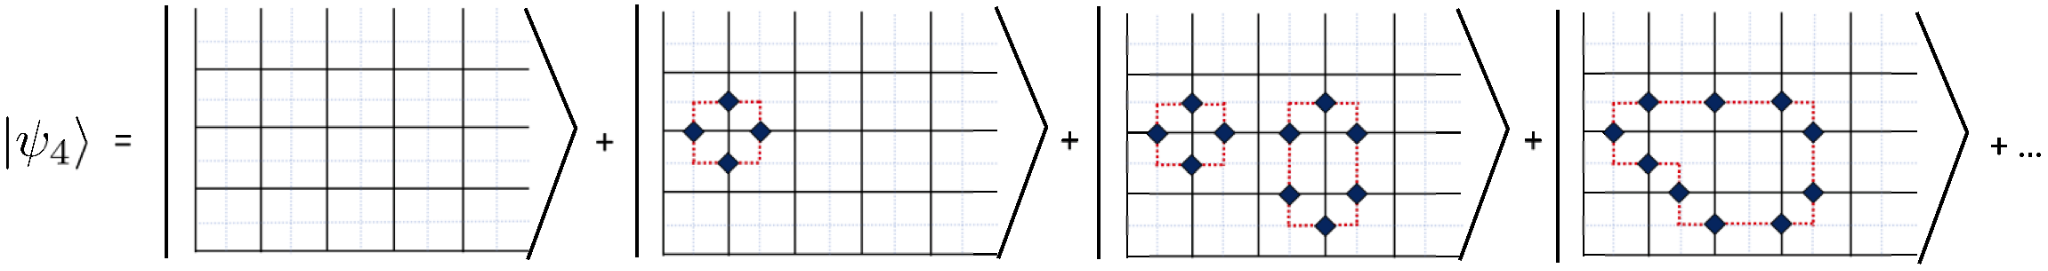 |ψ₄⟩ = + + + + ...